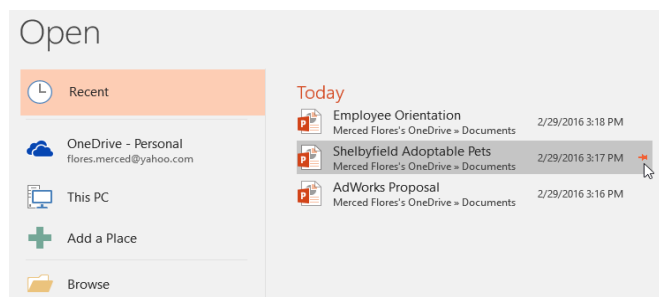 Open
Recent
OneDrive - Personal
flores.merced@yahoo.com
This PC
Add a Place
Browse
Today
Employee Orientation
Merced Flores's OneDrive » Documents
2/29/2016 3:18 PM
Shelbyfield Adoptable Pets
Merced Flores's OneDrive » Documents
2/29/2016 3:17 PM
AdWorks Proposal
Merced Flores's OneDrive » Documents
2/29/2016 3:16 PM